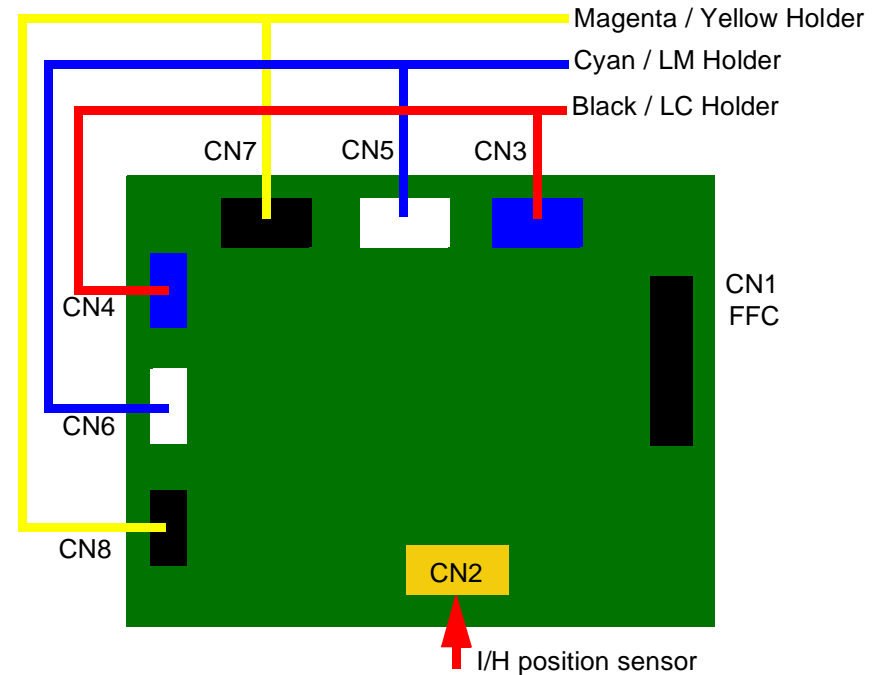 Magenta / Yellow Holder
Cyan / LM Holder
Black / LC Holder
CN7
CN5
CN3
CN1
FFC
CN4
CN6
CN8
CN2
I/H position sensor